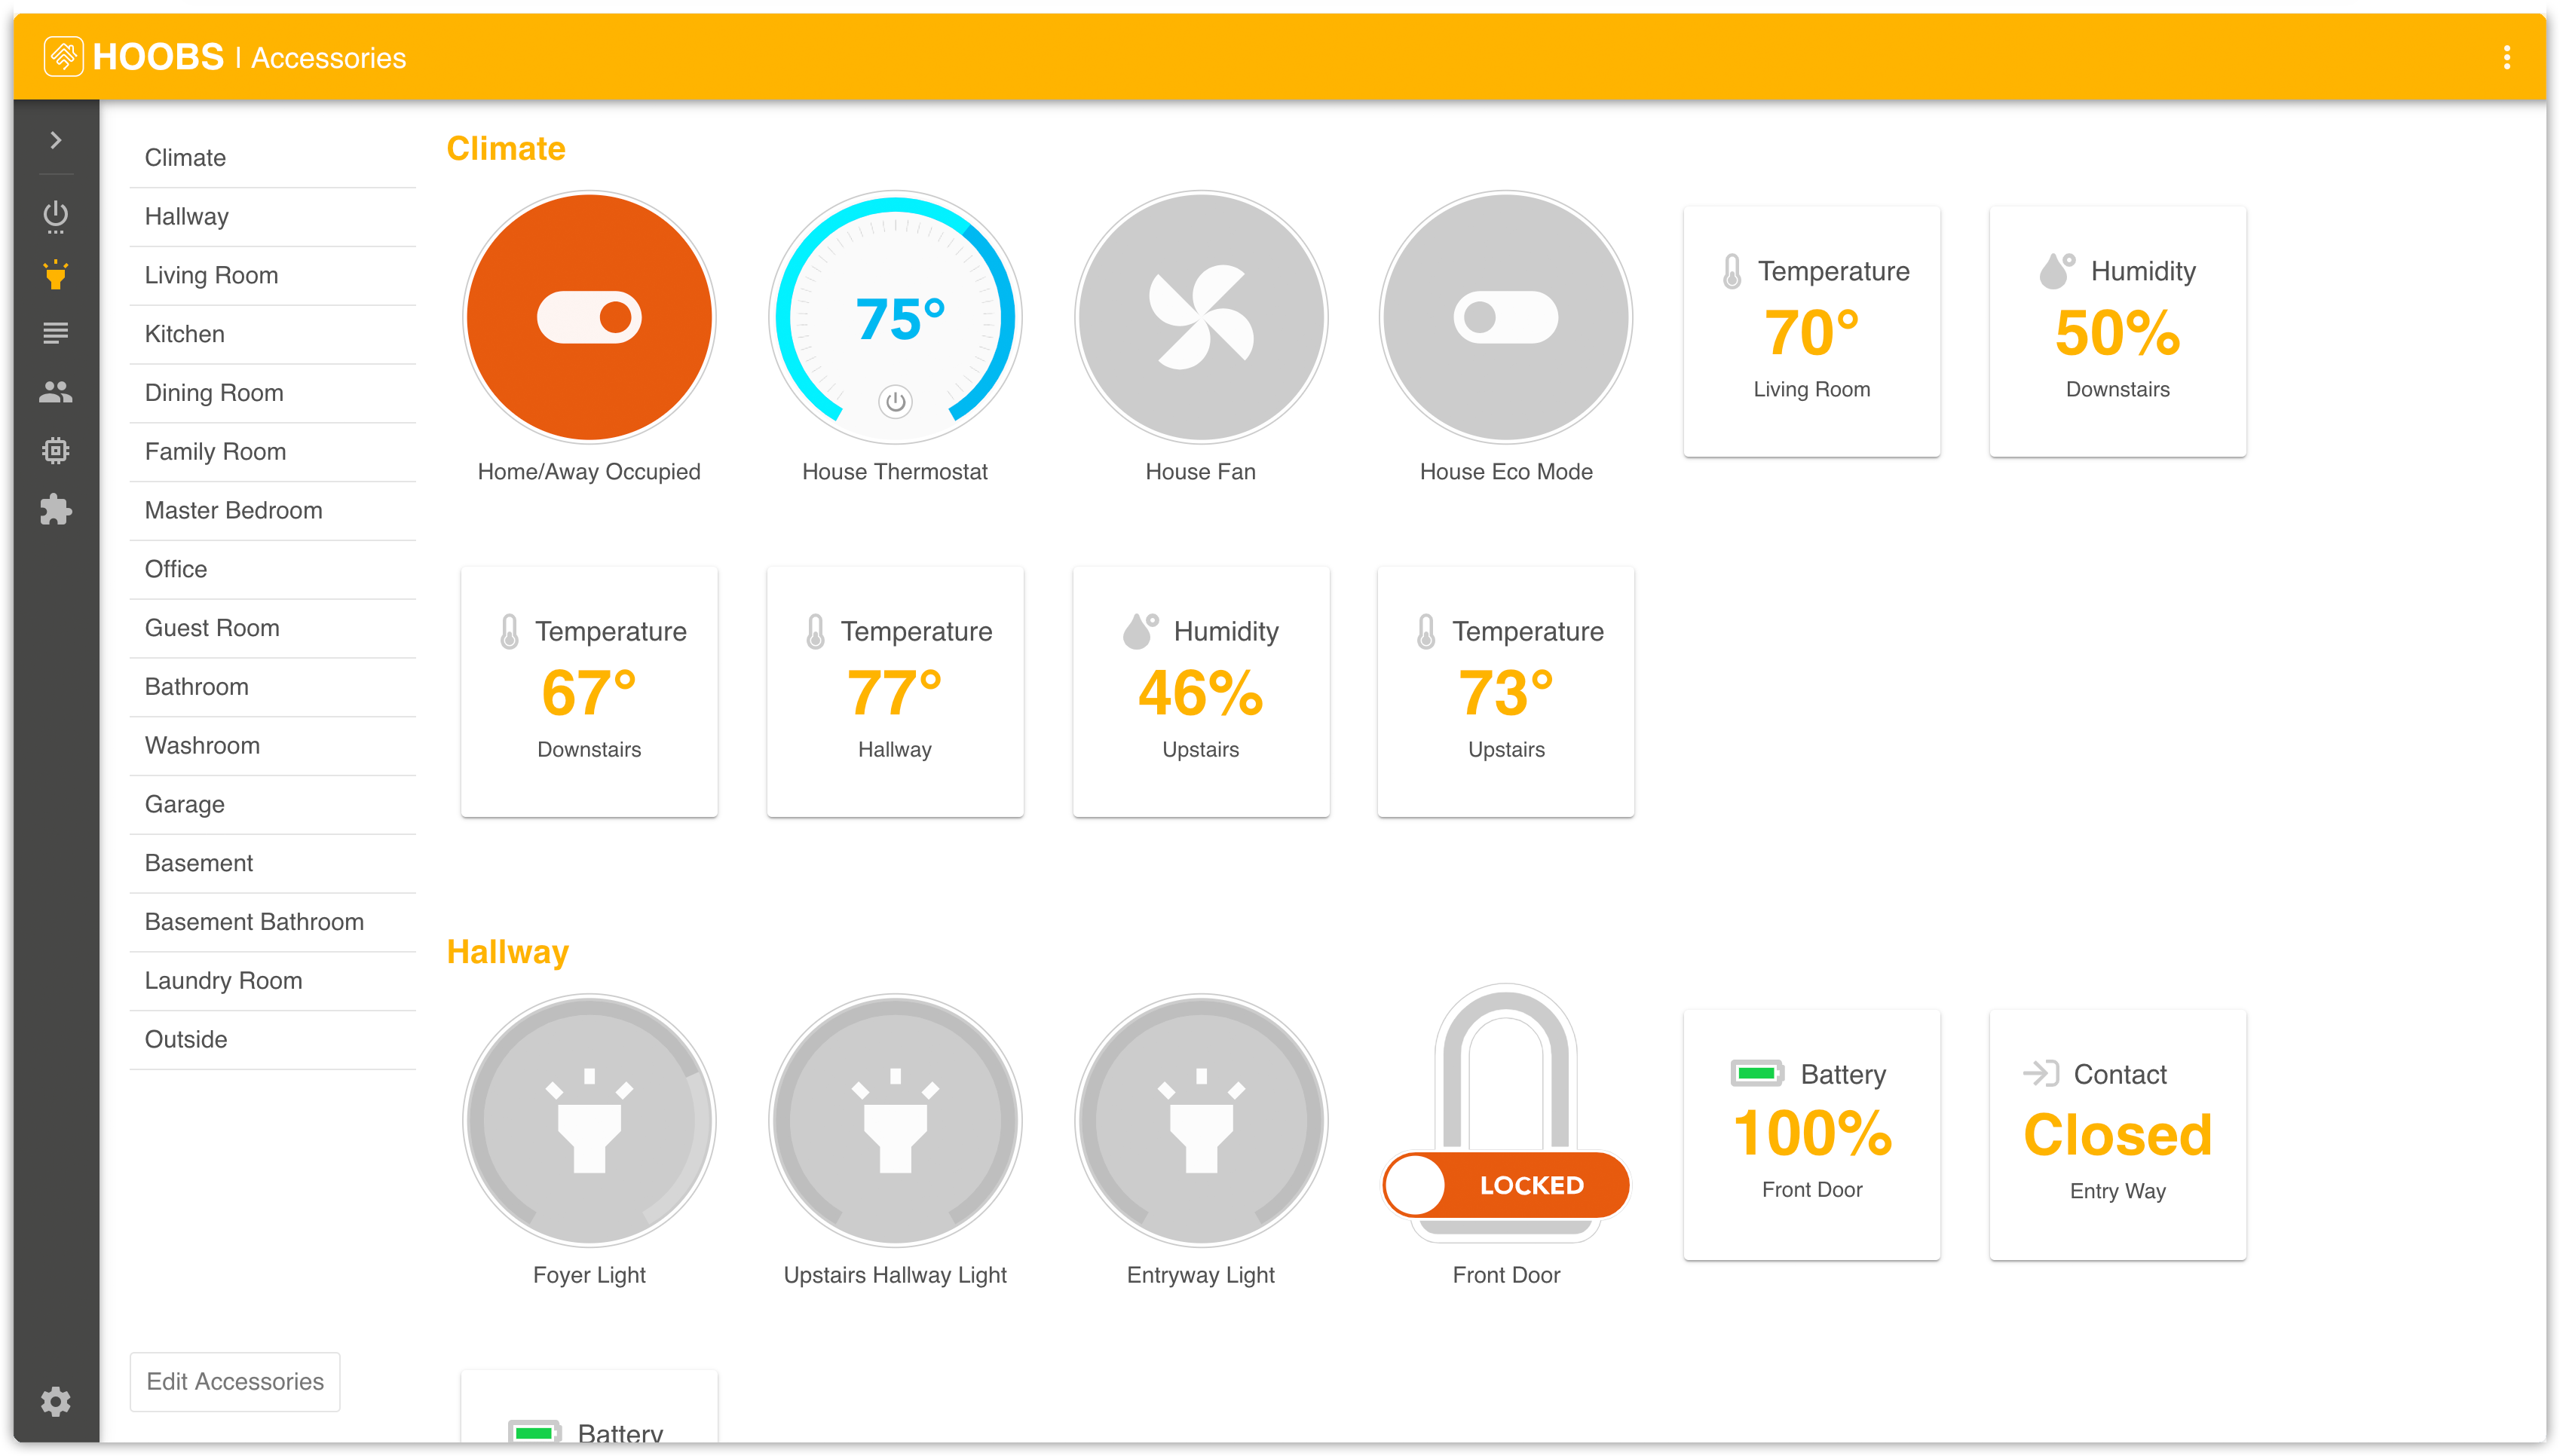 HOOBS | Accessories
Climate
Hallway
Living Room
Kitchen
Dining Room
Family Room
Master Bedroom
Office
Guest Room
Bathroom
Washroom
Garage
Basement
Basement Bathroom
Laundry Room
Outside
Edit Accessories
Climate
Home/Away Occupied
75°
House Thermostat
House Fan
House Eco Mode
Temperature
70°
Living Room
Humidity
50%
Downstairs
Temperature
67°
Downstairs
Temperature
77°
Hallway
Humidity
46%
Upstairs
Temperature
73°
Upstairs
Hallway
Foyer Light
Upstairs Hallway Light
Entryway Light
LOCKED
Front Door
Battery
100%
Front Door
Contact
Closed
Entry Way
Battery